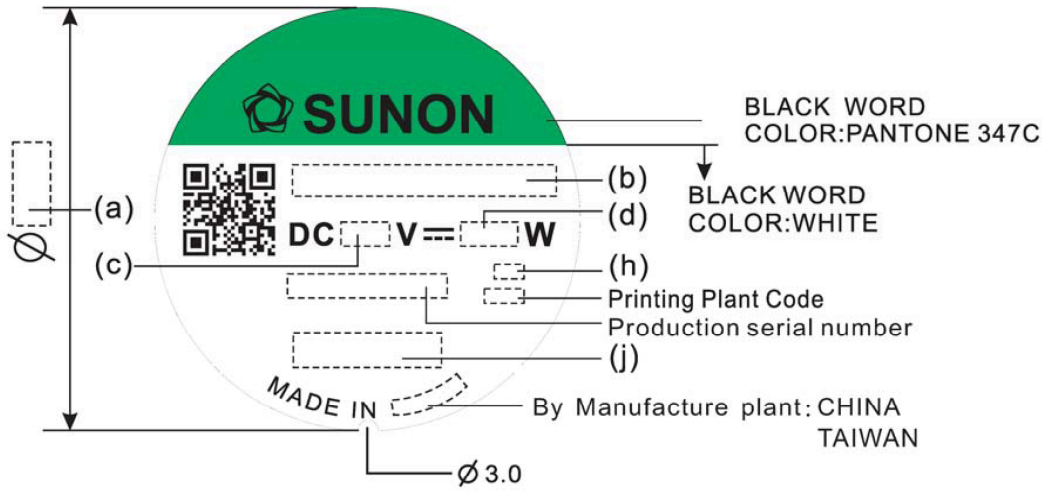 SUNON
BLACK WORD
COLOR:PANTONE 347C
BLACK WORD
COLOR:WHITE
(a)
Ø
(b)
DC V W
(d)
(c)
(h)
Printing Plant Code
Production serial number
(j)
MADE IN
By Manufacture plant: CHINA
TAIWAN
Ø 3.0